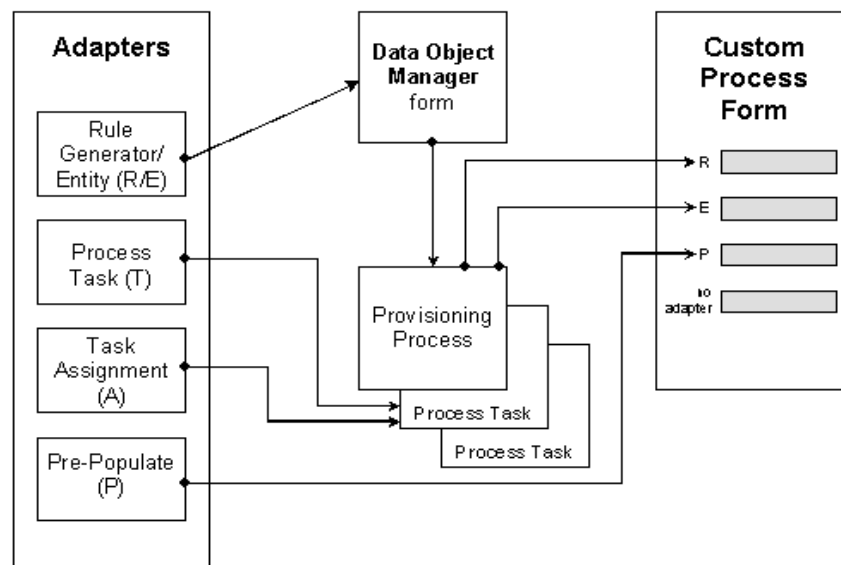 Adapters
Rule
Generator/
Entity (R/E)
Process
Task (T)
Task
Assignment
(A)
Pre-Populate
(P)
Data Object
Manager
form
Provisioning
Process
Process Task
Process Task
Custom
Process
Form
R
E
P
no
adapter